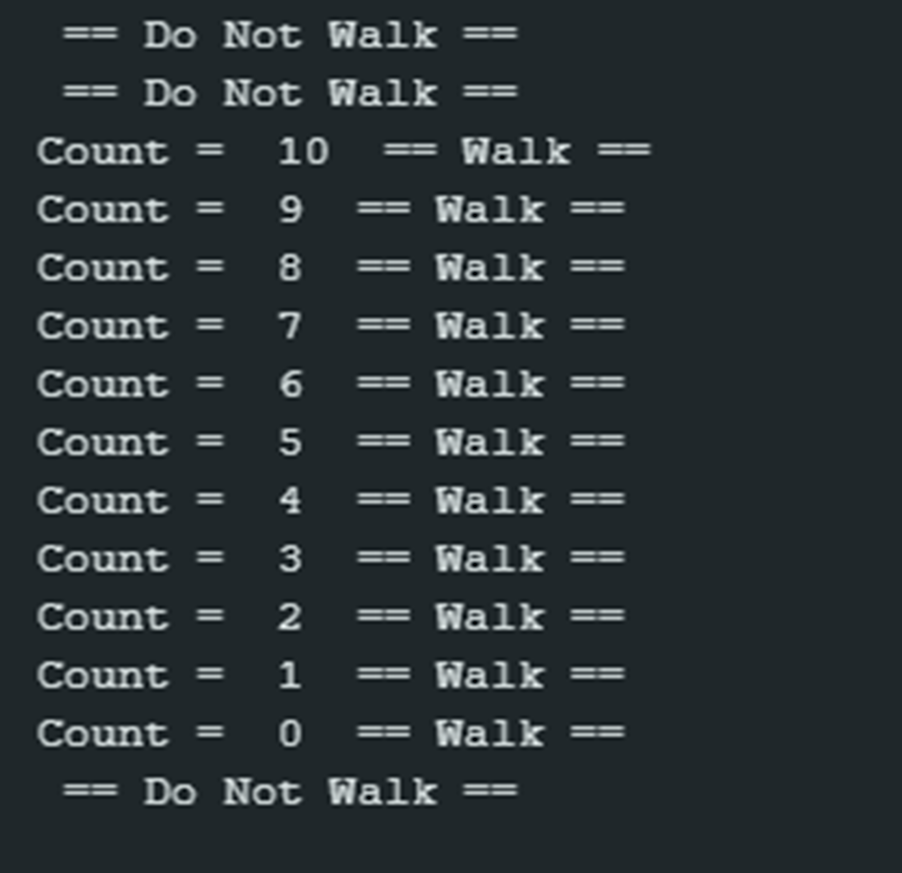 == Do Not Walk ==
== Do Not Walk ==
Count =  10  == Walk ==
Count =  9  == Walk ==
Count =  8  == Walk ==
Count =  7  == Walk ==
Count =  6  == Walk ==
Count =  5  == Walk ==
Count =  4  == Walk ==
Count =  3  == Walk ==
Count =  2  == Walk ==
Count =  1  == Walk ==
Count =  0  == Walk ==
== Do Not Walk ==